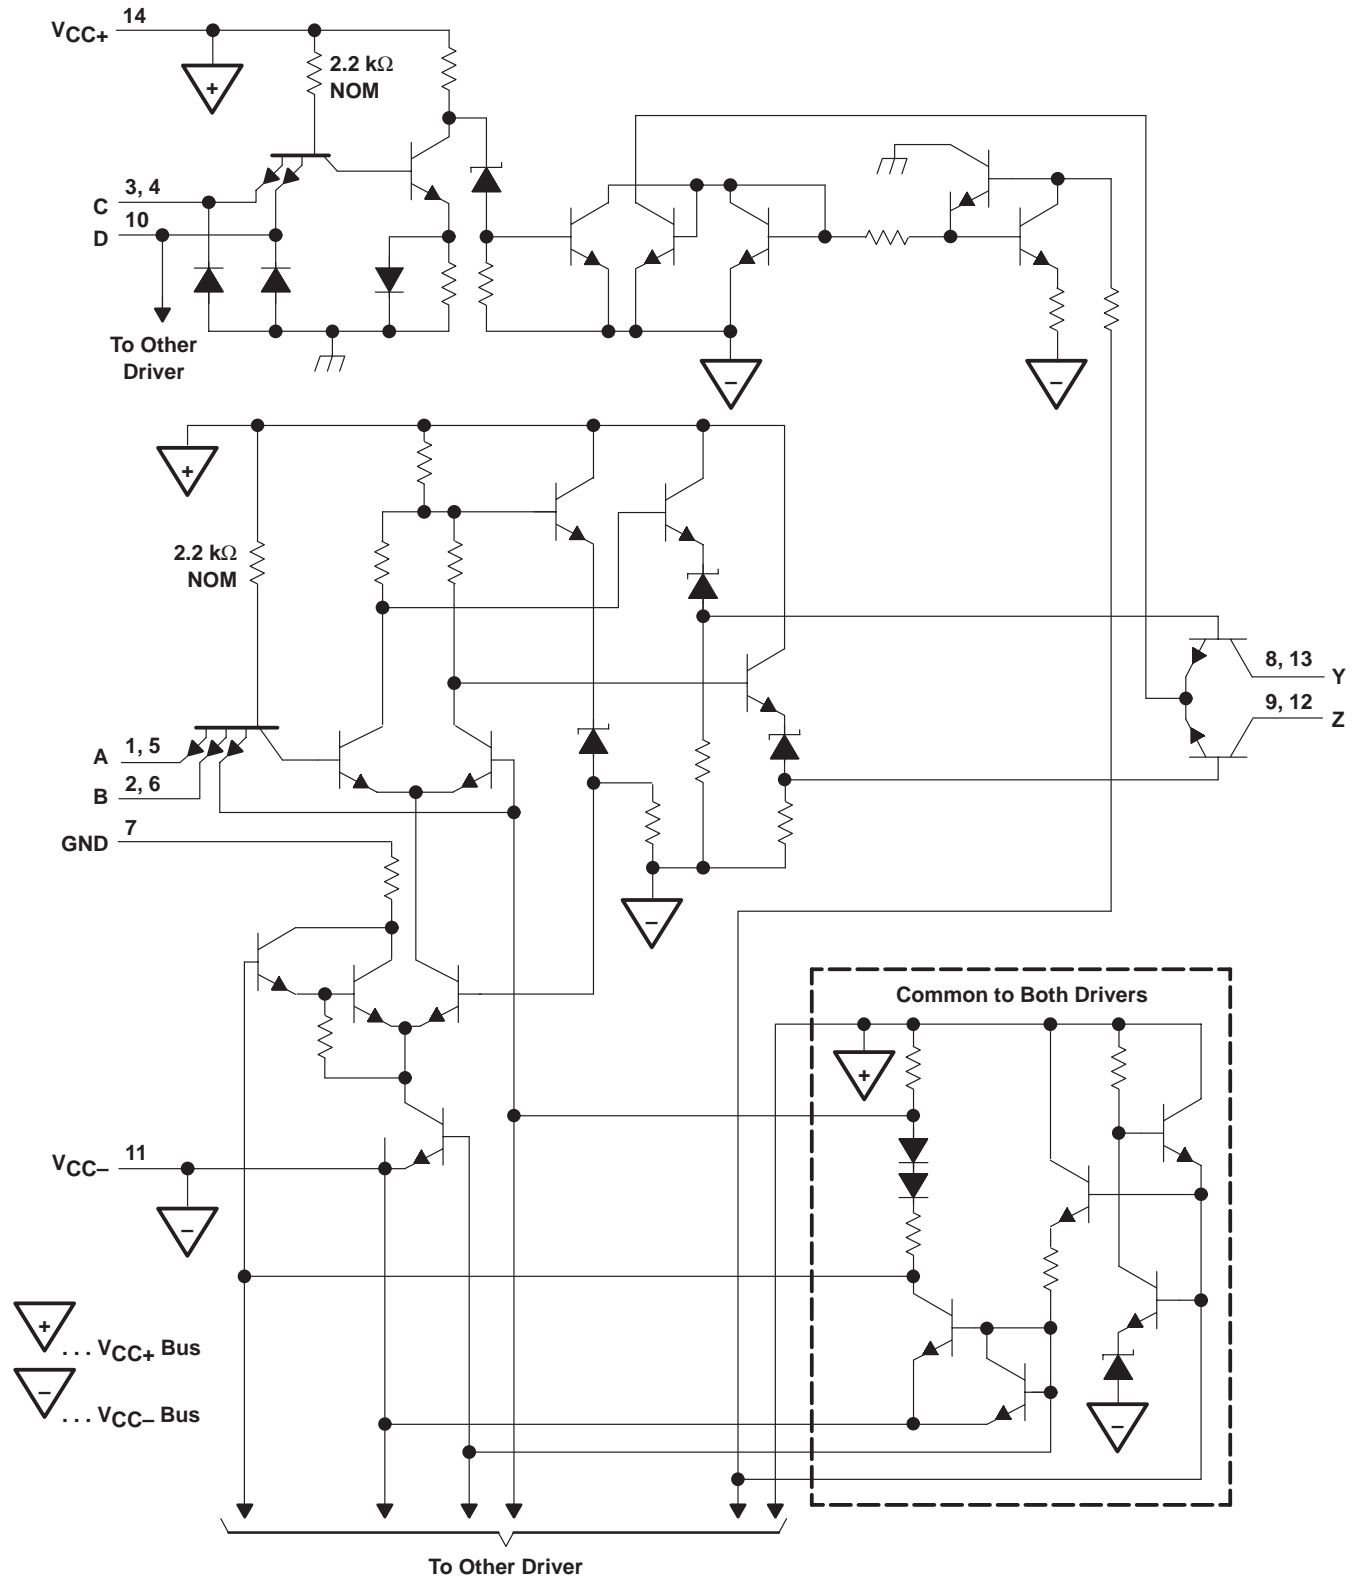 VCC+ 14
2.2 kΩ
NOM
+
C 3, 4
D 10
To Other
Driver
–
–
+
2.2 kΩ
NOM
8, 13 Y
9, 12 Z
A 1, 5
B 2, 6
GND 7
–
Common to Both Drivers
+
VCC– 11
–
+ . . . VCC+ Bus
– . . . VCC– Bus
–
To Other Driver